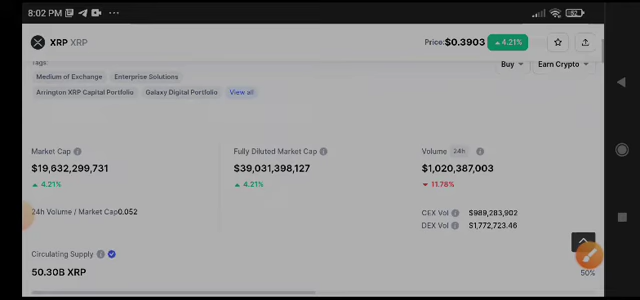 8:02 PM ... 52
XRP XRP Price:$0.3903 4.21%
Tags:
Buy Earn Crypto
Medium of Exchange Enterprise Solutions
Arrington XRP Capital Portfolio Galaxy Digital Portfolio View all
Market Cap Fully Diluted Market Cap Volume 24h
$19,632,299,731 $39,031,398,127 $1,020,387,003
4.21% 4.21% 11.78%
24h Volume / Market Cap0.052 CEX Vol $989,283,902
DEX Vol $1,772,723.46
Circulating Supply
50.30B XRP 50%